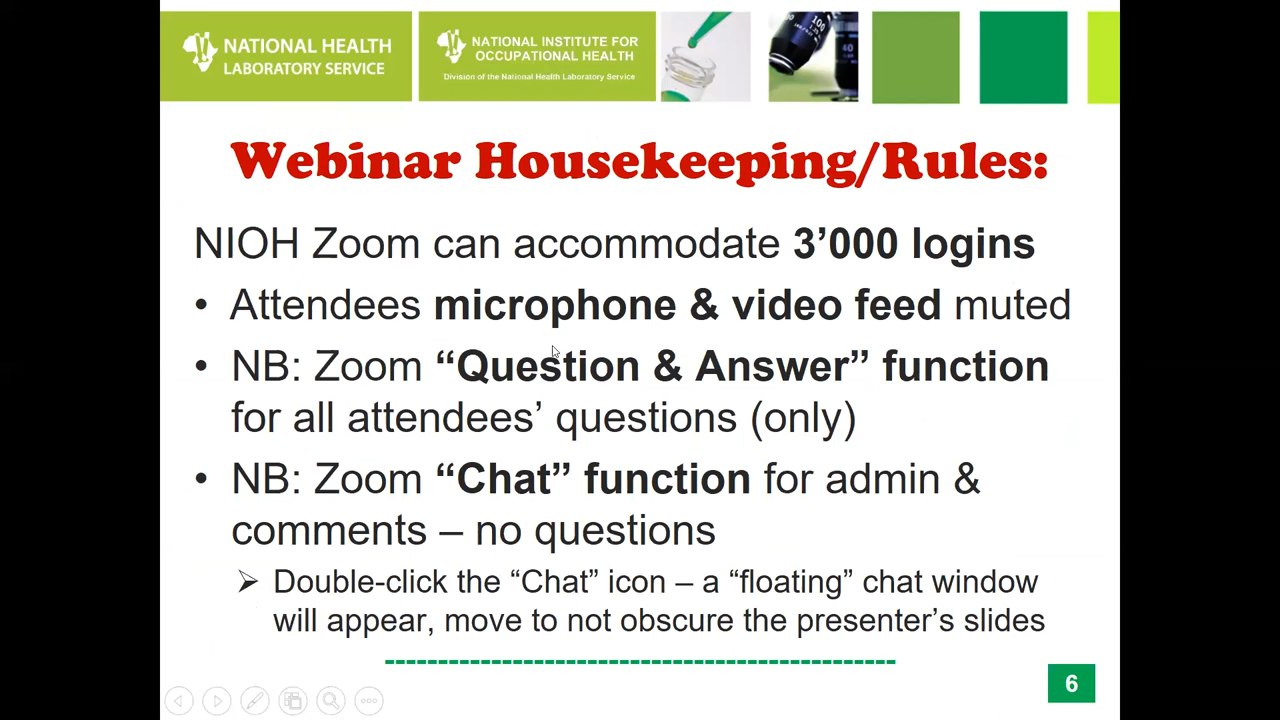 NATIONAL HEALTH
LABORATORY SERVICE
NATIONAL INSTITUTE FOR
OCCUPATIONAL HEALTH
Division of the National Health Laboratory Service
100
40
Webinar Housekeeping/Rules:
NIOH Zoom can accommodate 3’000 logins
• Attendees microphone & video feed muted
• NB: Zoom “Question & Answer” function
for all attendees’ questions (only)
• NB: Zoom “Chat” function for admin &
comments – no questions
➢ Double-click the “Chat” icon – a “floating” chat window
will appear, move to not obscure the presenter’s slides
6